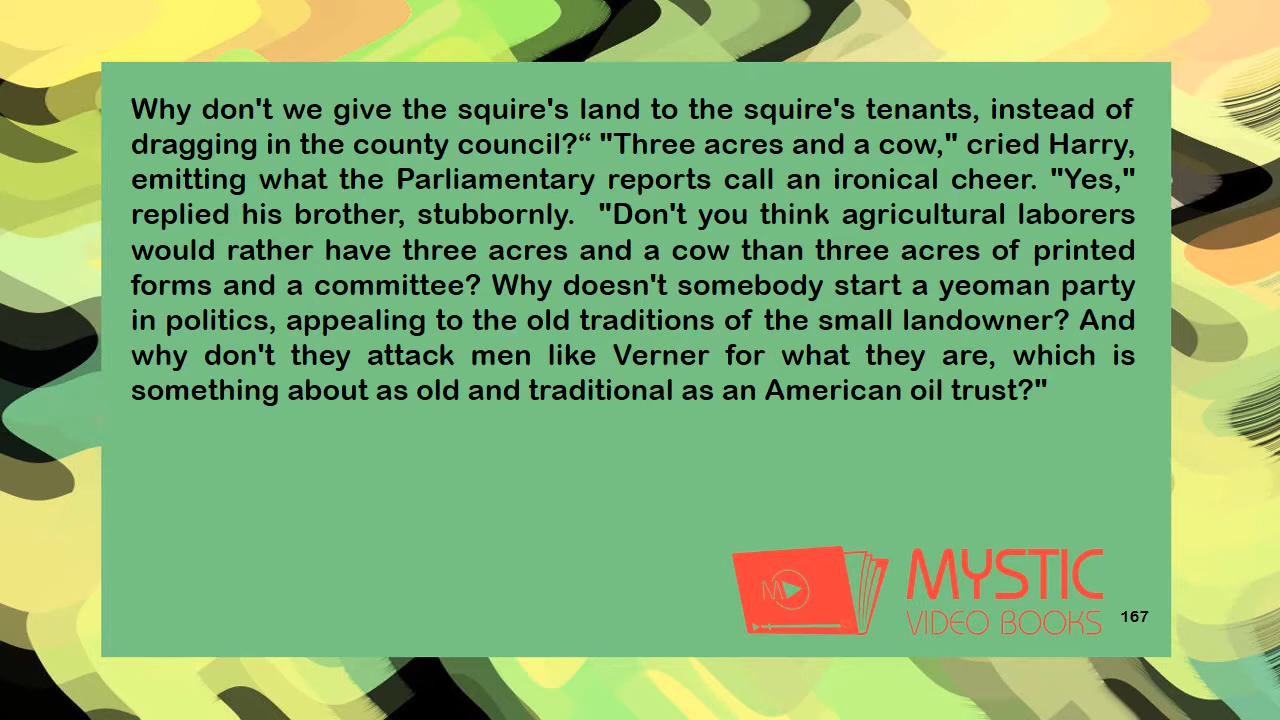 Why don't we give the squire's land to the squire's tenants, instead of
dragging in the county council?“ "Three acres and a cow," cried Harry,
emitting what the Parliamentary reports call an ironical cheer. "Yes,"
replied his brother, stubbornly.  "Don't you think agricultural laborers
would rather have three acres and a cow than three acres of printed
forms and a committee? Why doesn't somebody start a yeoman party
in politics, appealing to the old traditions of the small landowner? And
why don't they attack men like Verner for what they are, which is
something about as old and traditional as an American oil trust?"
M
MYSTIC
VIDEO BOOKS
167